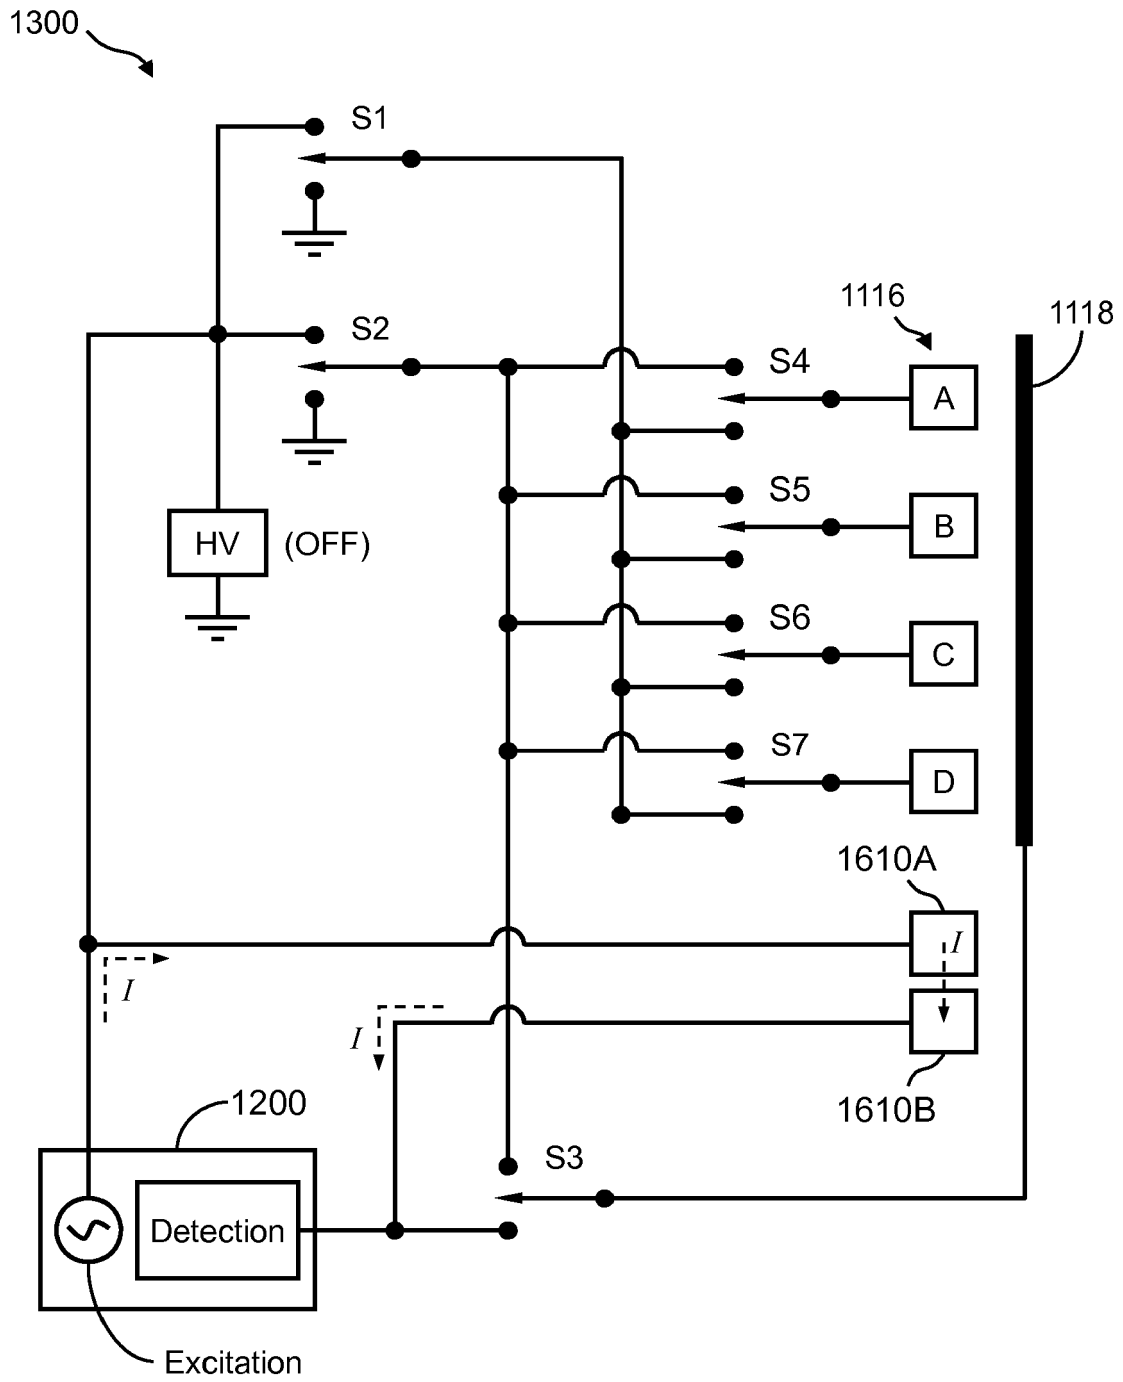 1300
S1
S2
1116
1118
S4
A
S5
B
HV
(OFF)
S6
C
S7
D
1610A
I
I
I
1610B
1200
S3
Detection
Excitation